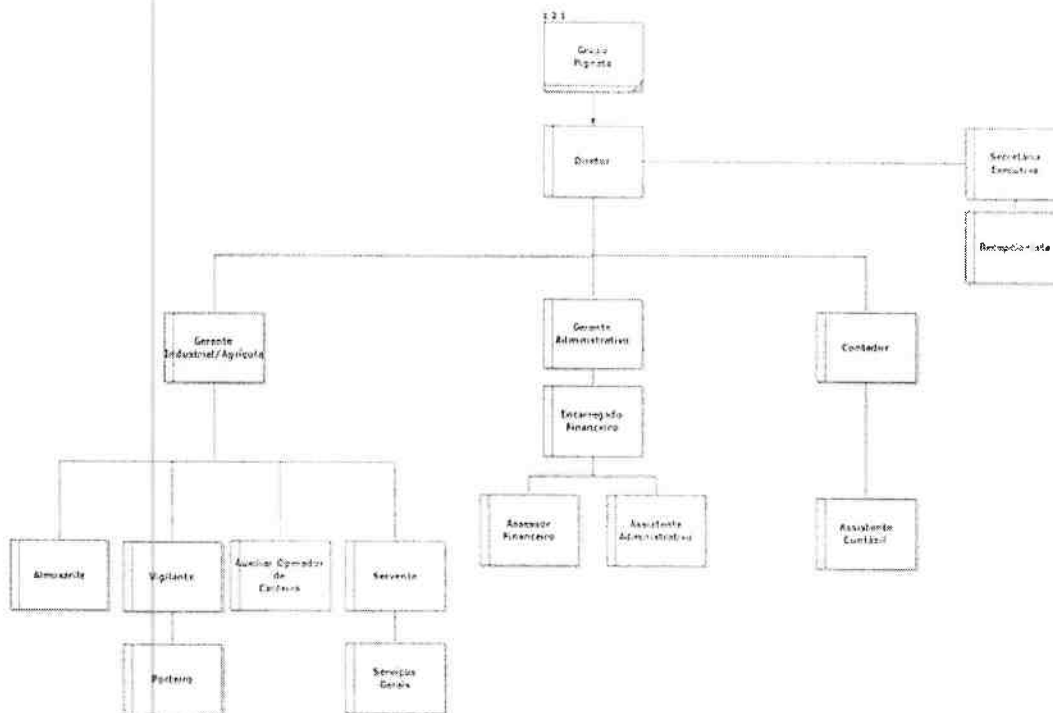 1 2 1
Grupo
Pignata
Diretor
Secretária
Executiva
Recepcionista
Gerente
Industrial/Agrícola
Gerente
Administrativo
Contador
Encarregado
Financeiro
Assessor
Financeiro
Assistente
Administrativo
Assistente
Contábil
Almoxarife
Vigilante
Auxiliar Operador
de
Caldeira
Servente
Porteiro
Serviços
Gerais